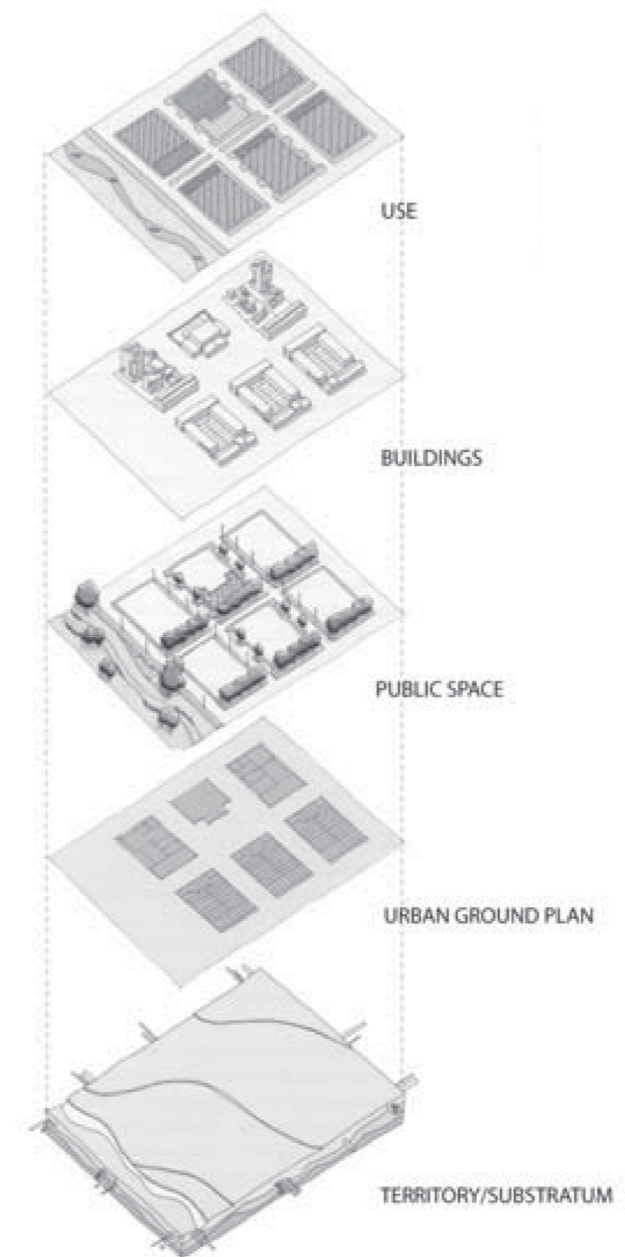 USE
BUILDINGS
PUBLIC SPACE
URBAN GROUND PLAN
TERRITORY/SUBSTRATUM